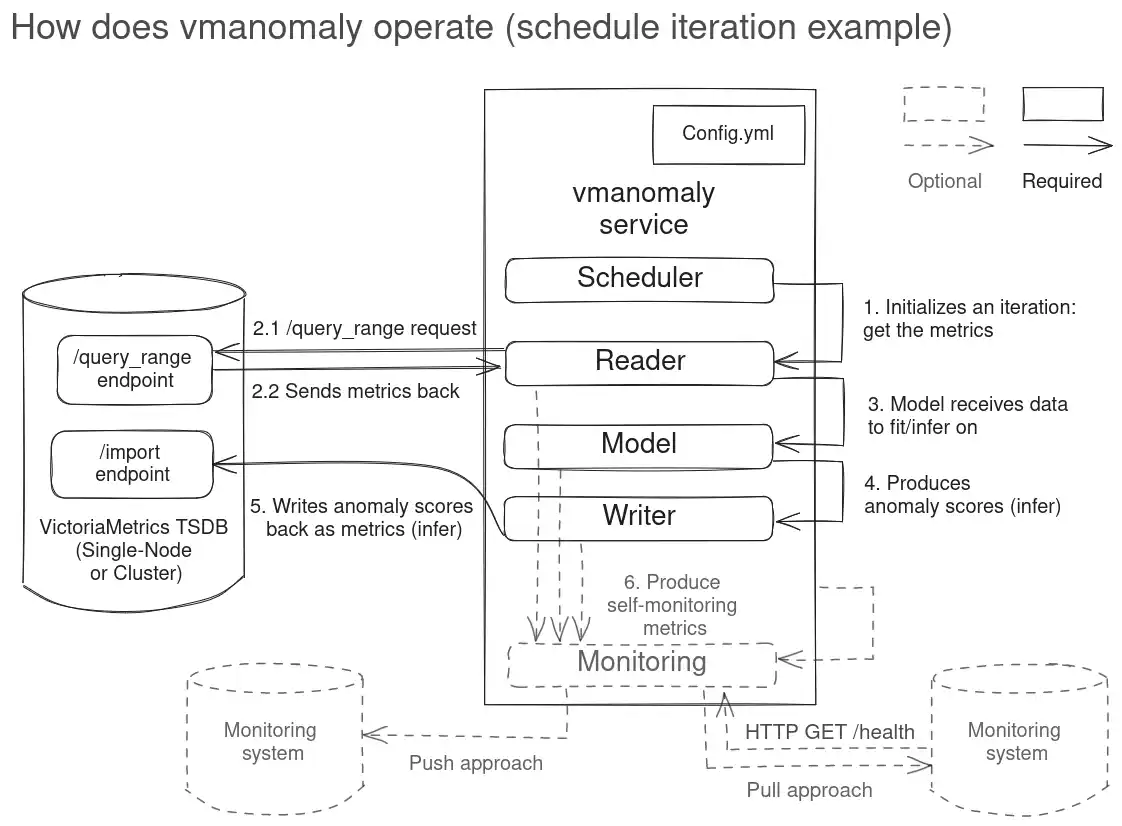 How does vmanomaly operate (schedule iteration example)
Config.yml
Optional
Required
vmanomaly
service
Scheduler
1. Initializes an iteration:
get the metrics
2.1 /query_range request
/query_range
endpoint
Reader
2.2 Sends metrics back
3. Model receives data
to fit/infer on
Model
/import
endpoint
4. Produces
anomaly scores (infer)
5. Writes anomaly scores
back as metrics (infer)
Writer
VictoriaMetrics TSDB
(Single-Node
or Cluster)
6. Produce
self-monitoring
metrics
Monitoring
Monitoring
system
Push approach
HTTP GET /health
Pull approach
Monitoring
system